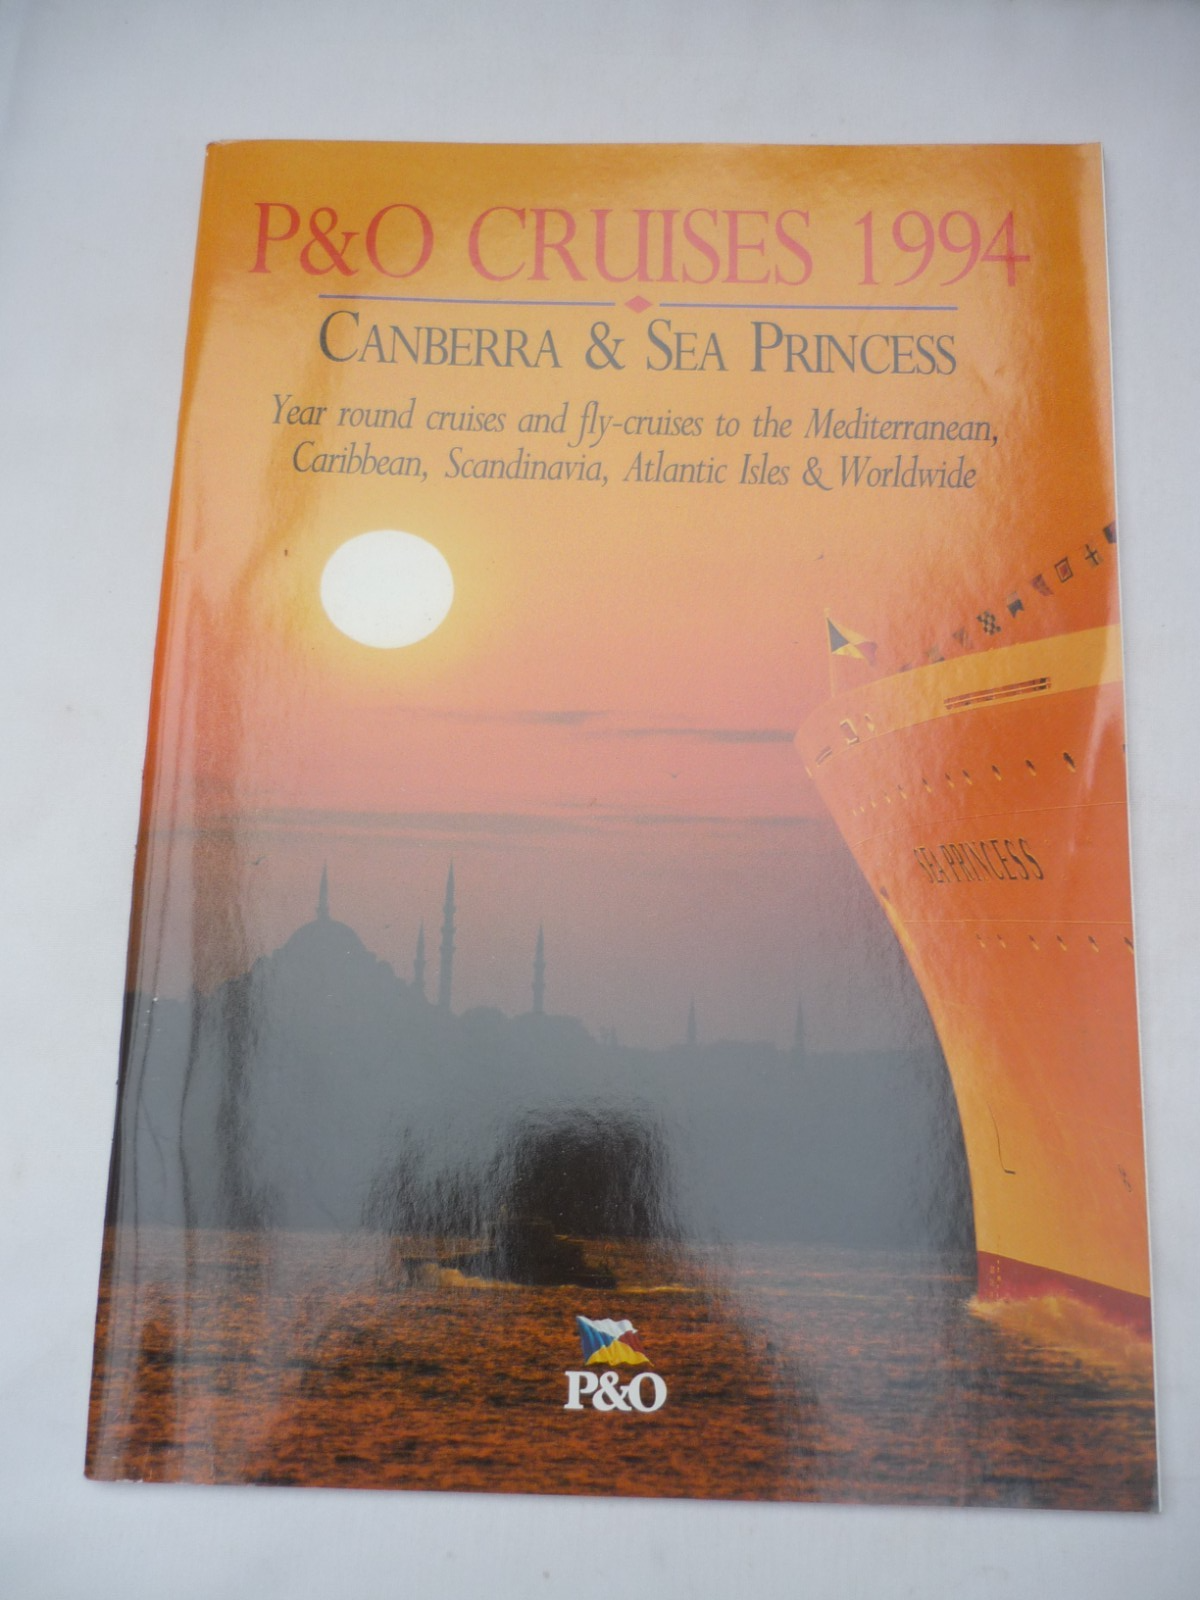 P&O CRUISES 1994
CANBERRA & SEA PRINCESS
Year round cruises and fly-cruises to the Mediterranean,
Caribbean, Scandinavia, Atlantic Isles & Worldwide
SEA PRINCESS
P&O